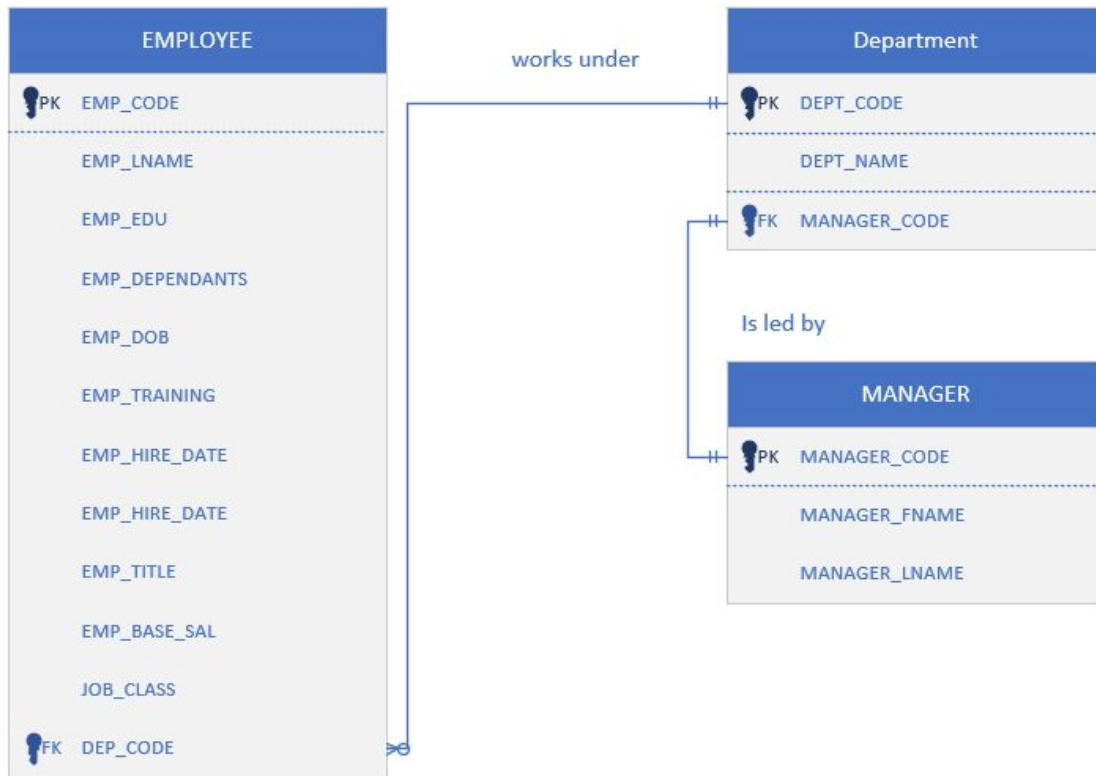 EMPLOYEE
PK EMP_CODE
EMP_LNAME
EMP_EDU
EMP_DEPENDANTS
EMP_DOB
EMP_TRAINING
EMP_HIRE_DATE
EMP_HIRE_DATE
EMP_TITLE
EMP_BASE_SAL
JOB_CLASS
FK DEP_CODE
works under
Department
PK DEPT_CODE
DEPT_NAME
FK MANAGER_CODE
Is led by
MANAGER
PK MANAGER_CODE
MANAGER_FNAME
MANAGER_LNAME